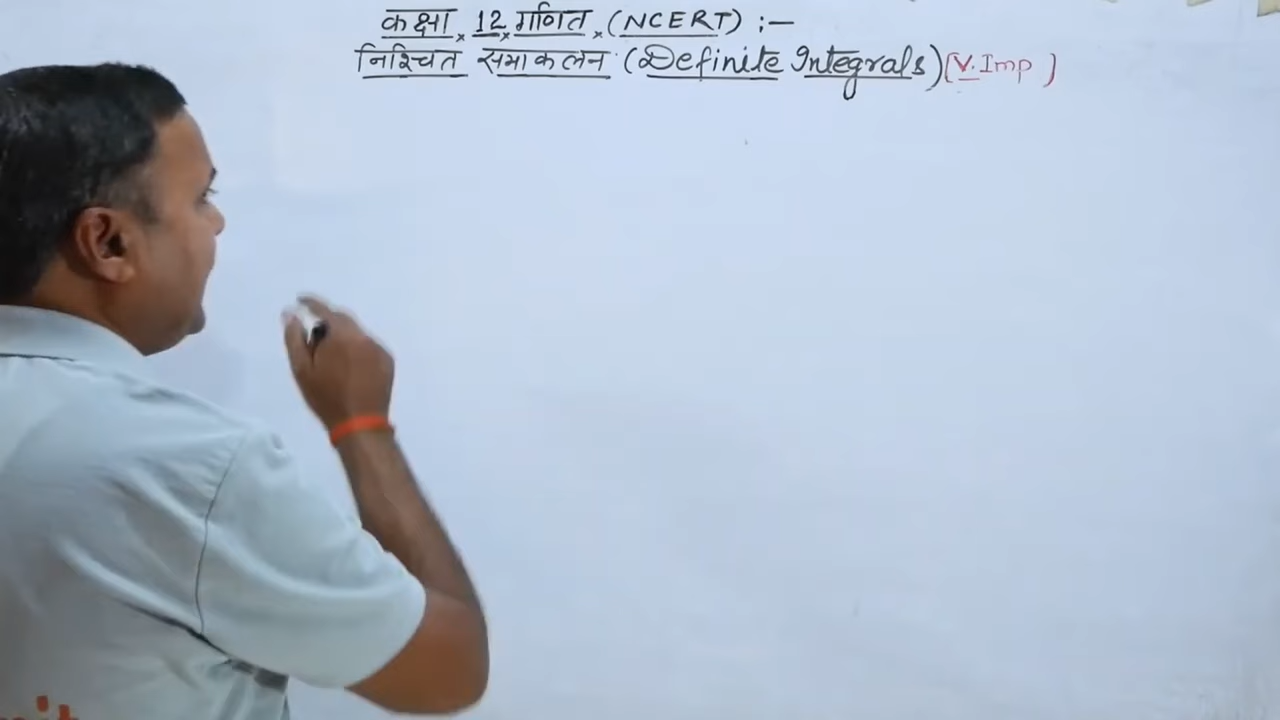 कक्षा 12 गणित (NCERT) :—
निश्चित समाकलन (Definite Integrals) [V. Imp)